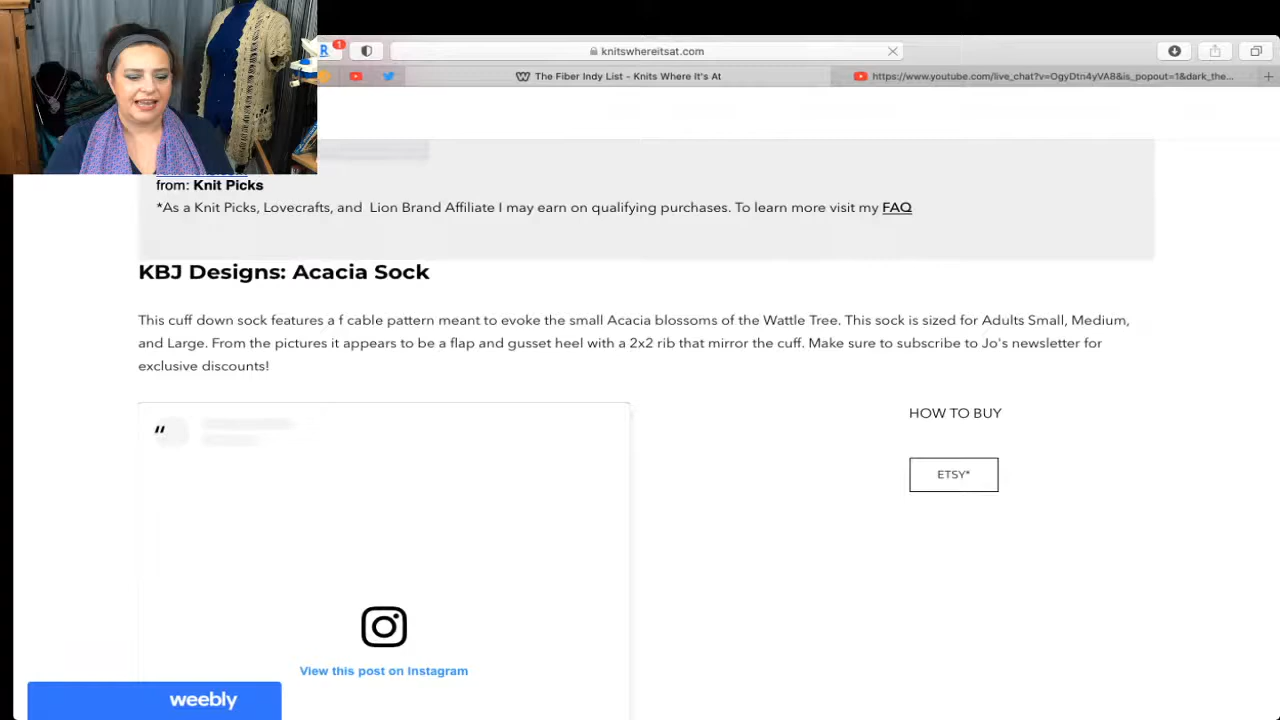 R
1
knitswhereitsat.com
The Fiber Indy List - Knits Where It's At
https://www.youtube.com/live_chat?v=OgyDtn4yVA8&is_popout=1&dark_the...
from: Knit Picks
*As a Knit Picks, Lovecrafts, and Lion Brand Affiliate I may earn on qualifying purchases. To learn more visit my FAQ
KBJ Designs: Acacia Sock
This cuff down sock features a f cable pattern meant to evoke the small Acacia blossoms of the Wattle Tree. This sock is sized for Adults Small, Medium,
and Large. From the pictures it appears to be a flap and gusset heel with a 2x2 rib that mirror the cuff. Make sure to subscribe to Jo's newsletter for
exclusive discounts!
HOW TO BUY
ETSY*
View this post on Instagram
weebly